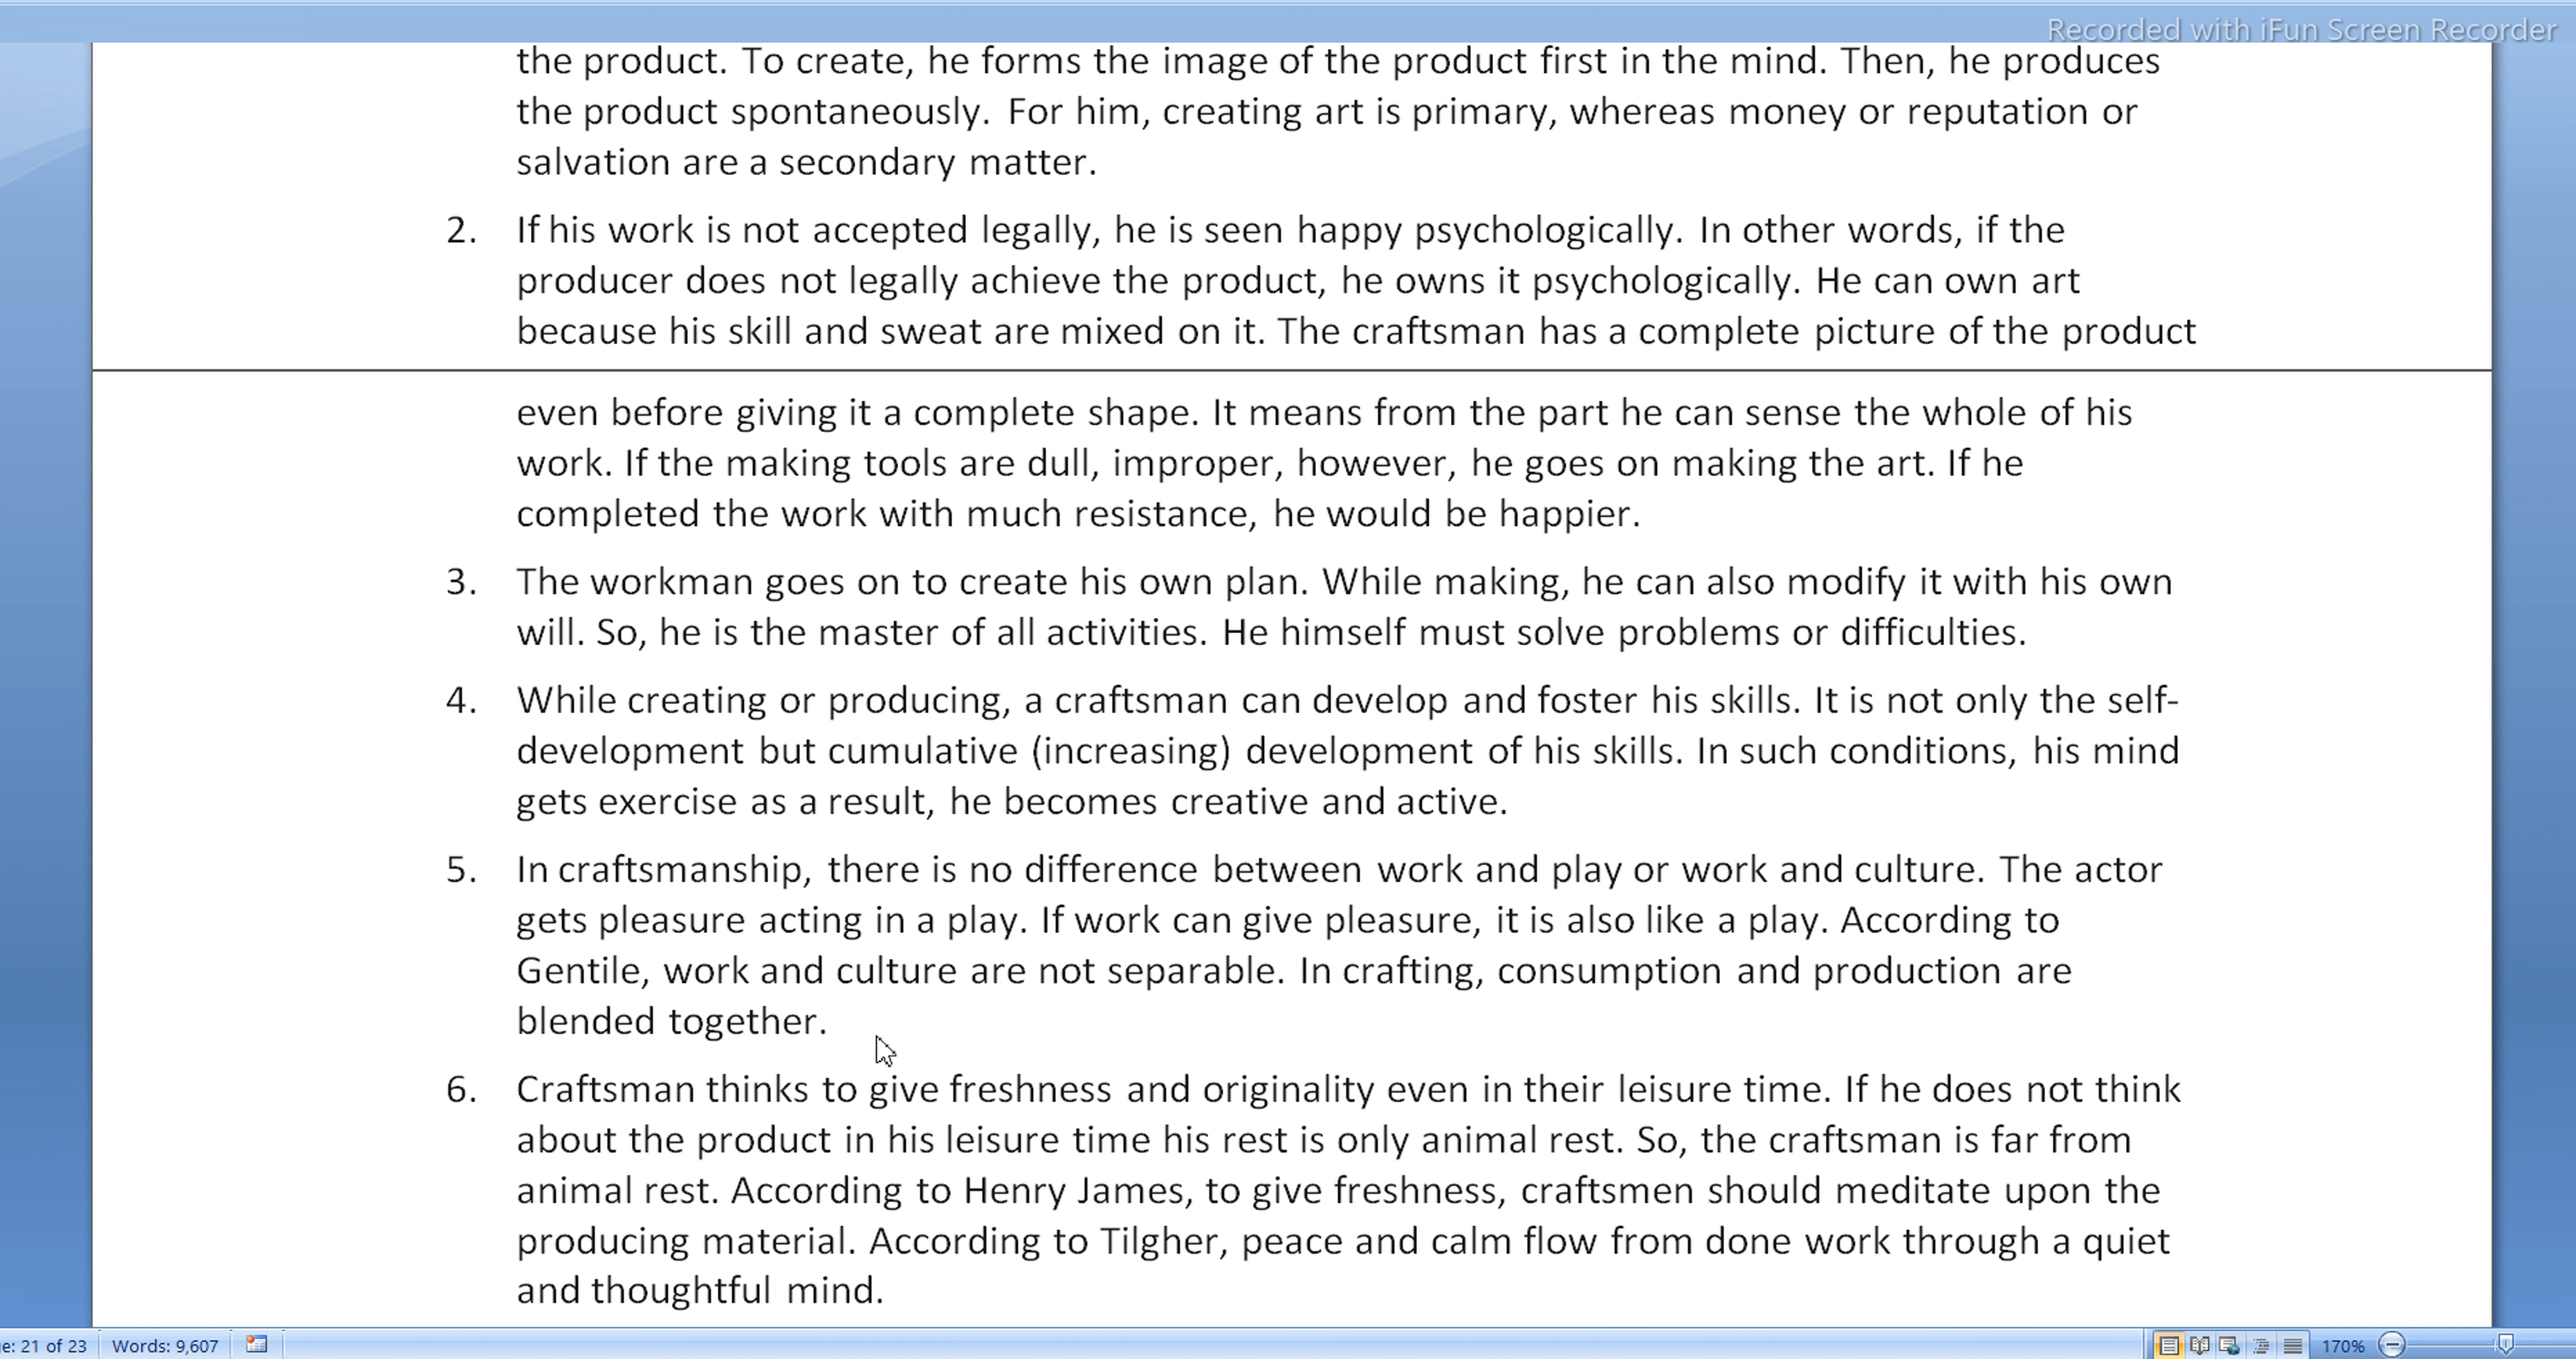 Recorded with iFun Screen Recorder
the product. To create, he forms the image of the product first in the mind. Then, he produces
the product spontaneously. For him, creating art is primary, whereas money or reputation or
salvation are a secondary matter.
2. If his work is not accepted legally, he is seen happy psychologically. In other words, if the
producer does not legally achieve the product, he owns it psychologically. He can own art
because his skill and sweat are mixed on it. The craftsman has a complete picture of the product
even before giving it a complete shape. It means from the part he can sense the whole of his
work. If the making tools are dull, improper, however, he goes on making the art. If he
completed the work with much resistance, he would be happier.
3. The workman goes on to create his own plan. While making, he can also modify it with his own
will. So, he is the master of all activities. He himself must solve problems or difficulties.
4. While creating or producing, a craftsman can develop and foster his skills. It is not only the self-
development but cumulative (increasing) development of his skills. In such conditions, his mind
gets exercise as a result, he becomes creative and active.
5. In craftsmanship, there is no difference between work and play or work and culture. The actor
gets pleasure acting in a play. If work can give pleasure, it is also like a play. According to
Gentile, work and culture are not separable. In crafting, consumption and production are
blended together.
6. Craftsman thinks to give freshness and originality even in their leisure time. If he does not think
about the product in his leisure time his rest is only animal rest. So, the craftsman is far from
animal rest. According to Henry James, to give freshness, craftsmen should meditate upon the
producing material. According to Tilgher, peace and calm flow from done work through a quiet
and thoughtful mind.
e: 21 of 23 Words: 9,607 170%